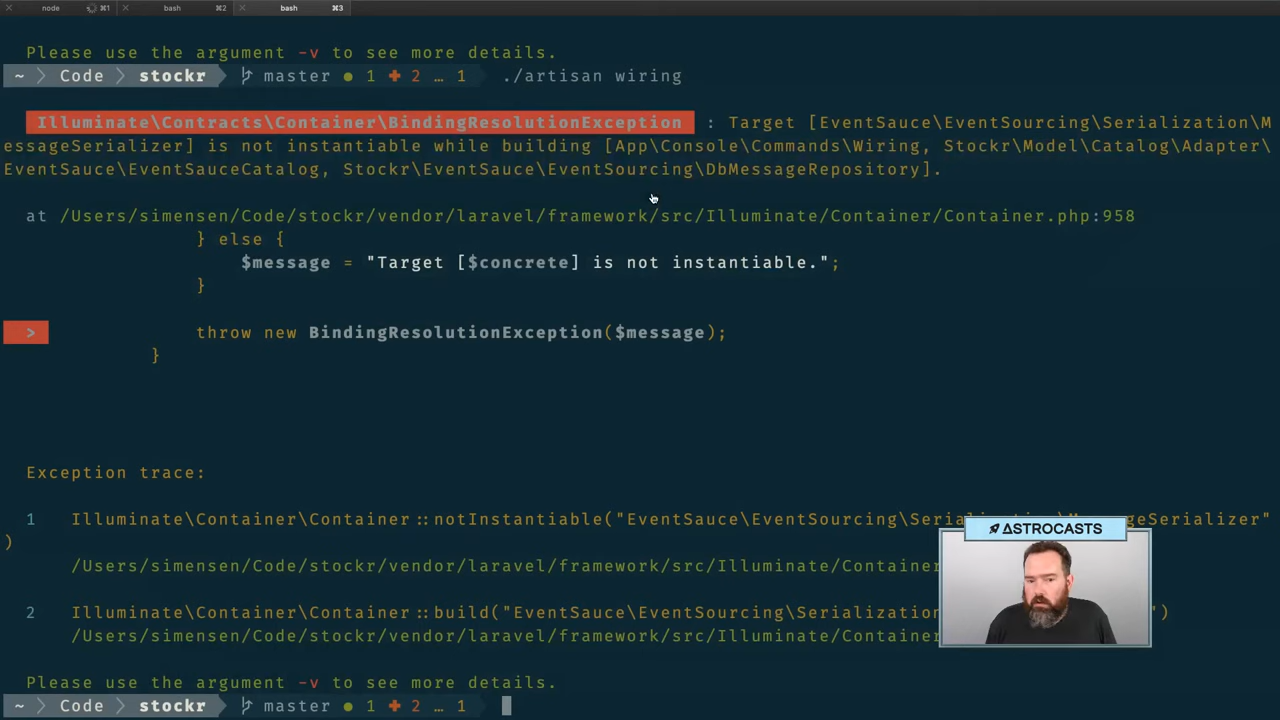 node ⌘1 bash ⌘2 bash ⌘3
Please use the argument -v to see more details.
~ Code stockr master ● 1 ✚ 2 … 1 ./artisan wiring
Illuminate\Contracts\Container\BindingResolutionException : Target [EventSauce\EventSourcing\Serialization\M
essageSerializer] is not instantiable while building [App\Console\Commands\Wiring, Stockr\Model\Catalog\Adapter\
EventSauce\EventSauceCatalog, Stockr\EventSauce\EventSourcing\DbMessageRepository].
at /Users/simensen/Code/stockr/vendor/laravel/framework/src/Illuminate/Container/Container.php:958
} else {
$message = "Target [$concrete] is not instantiable.";
}
> throw new BindingResolutionException($message);
}
Exception trace:
1 Illuminate\Container\Container::notInstantiable("EventSauce\EventSourcing\Serialization\MessageSerializer"
)
/Users/simensen/Code/stockr/vendor/laravel/framework/src/Illuminate/Container
2 Illuminate\Container\Container::build("EventSauce\EventSourcing\Serialization ")
/Users/simensen/Code/stockr/vendor/laravel/framework/src/Illuminate/Container
ΔSTROCASTS
Please use the argument -v to see more details.
~ Code stockr master ● 1 ✚ 2 … 1